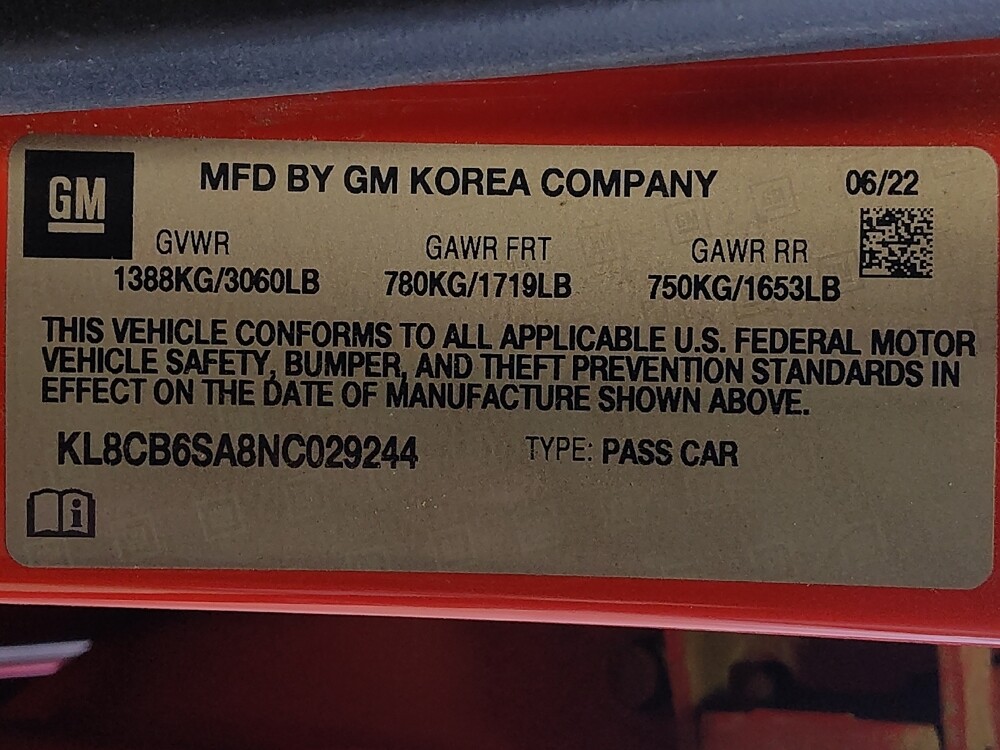 GM
MFD BY GM KOREA COMPANY 06/22
GVWR GAWR FRT GAWR RR
1388KG/3060LB 780KG/1719LB 750KG/1653LB
THIS VEHICLE CONFORMS TO ALL APPLICABLE U.S. FEDERAL MOTOR
VEHICLE SAFETY, BUMPER, AND THEFT PREVENTION STANDARDS IN
EFFECT ON THE DATE OF MANUFACTURE SHOWN ABOVE.
KL8CB6SA8NC029244 TYPE: PASS CAR
i